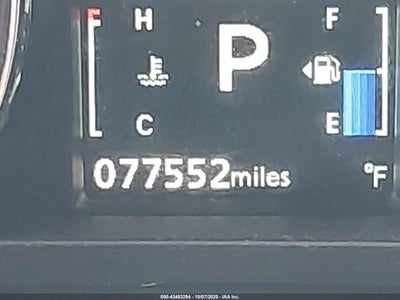 F H P F
C E
077552miles °F
000-43403284 - 10/07/2025 - IAA Inc.